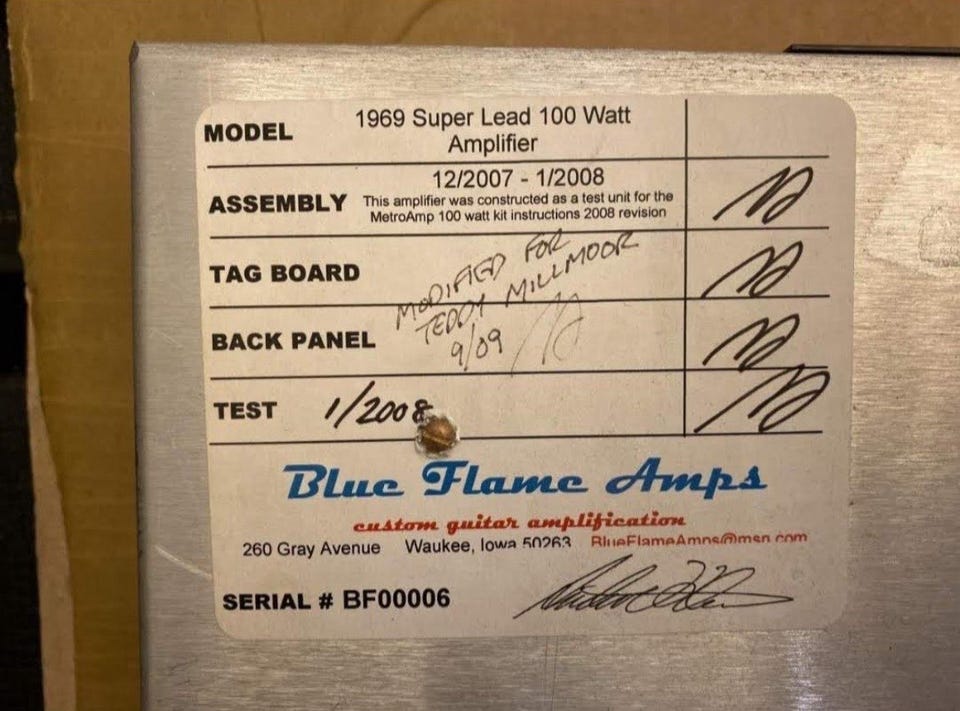 MODEL 1969 Super Lead 100 Watt
Amplifier
12/2007 - 1/2008
ASSEMBLY This amplifier was constructed as a test unit for the
MetroAmp 100 watt kit instructions 2008 revision
TAG BOARD
MODIFIED FOR
TEDDY MILLMOOR
9/09
BACK PANEL
TEST 1/2008
Blue Flame Amps
custom guitar amplification
260 Gray Avenue Waukee, Iowa 50263 BlueFlameAmps@msn.com
SERIAL # BF00006